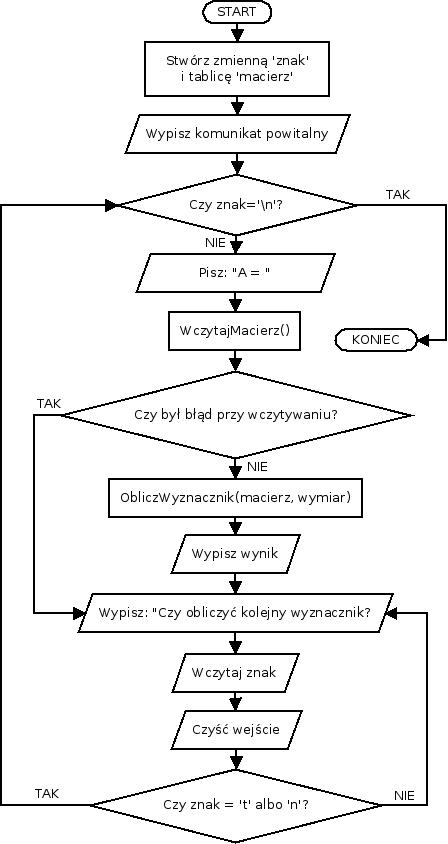 START
Stwórz zmienną 'znak'
i tablicę 'macierz'
Wypisz komunikat powitalny
Czy znak='\n'?
TAK
NIE
Pisz: "A = "
WczytajMacierz()
KONIEC
Czy był błąd przy wczytywaniu?
TAK
NIE
ObliczWyznacznik(macierz, wymiar)
Wypisz wynik
Wypisz: "Czy obliczyć kolejny wyznacznik?
Wczytaj znak
Czyść wejście
Czy znak = 't' albo 'n'?
TAK
NIE